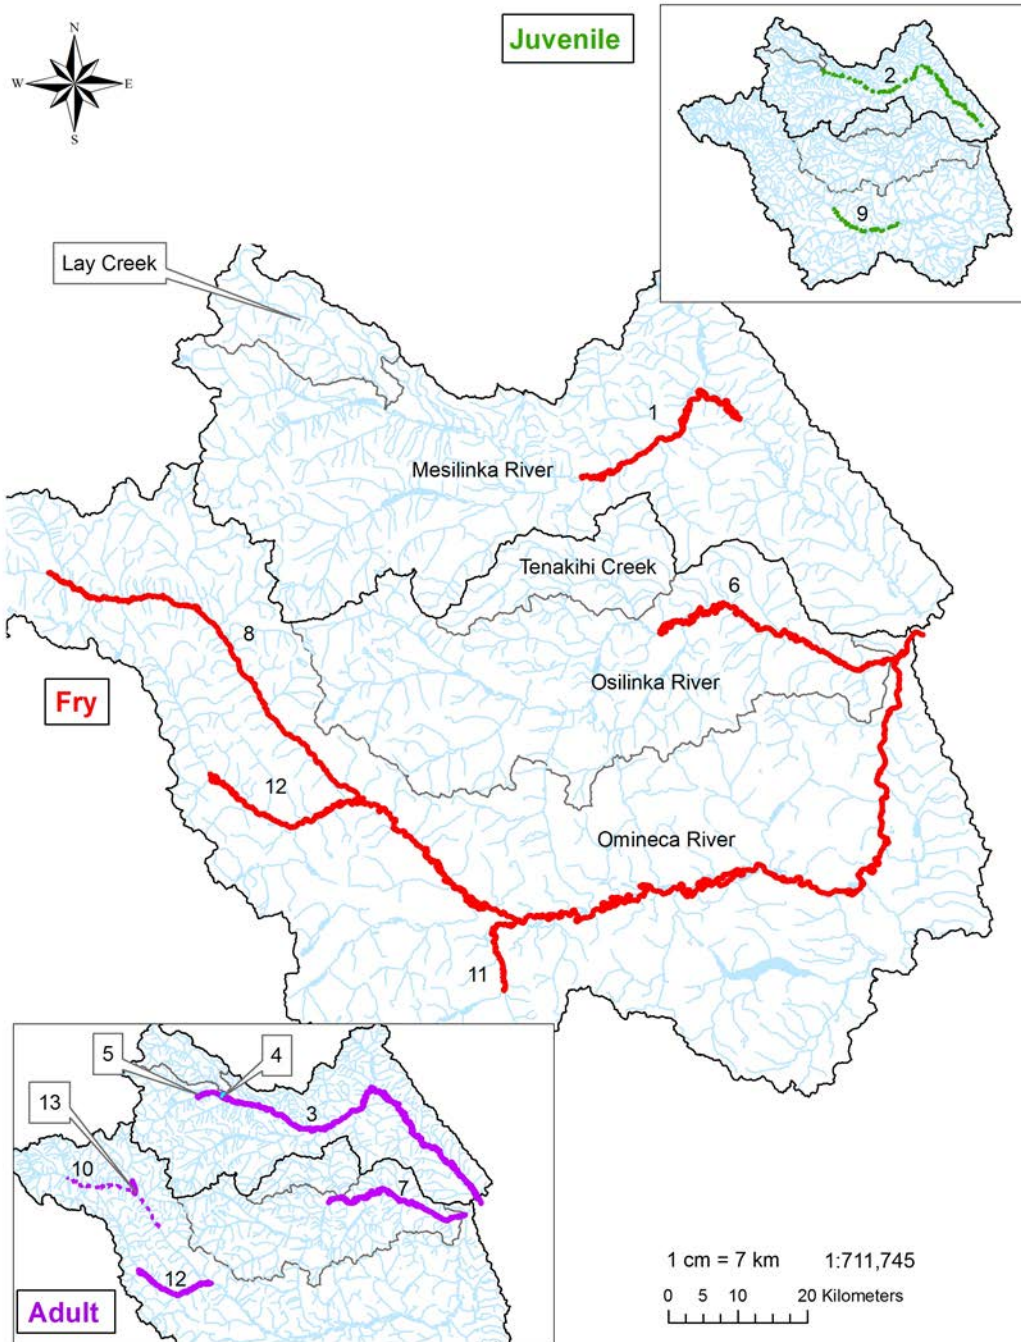 N
W
E
S
Juvenile
2
9
Lay Creek
1
Mesilinka River
Tenakihi Creek
6
8
Osilinka River
Fry
12
Omineca River
11
5
4
13
3
10
7
12
Adult
1 cm = 7 km 1:711,745
0 5 10 20 Kilometers